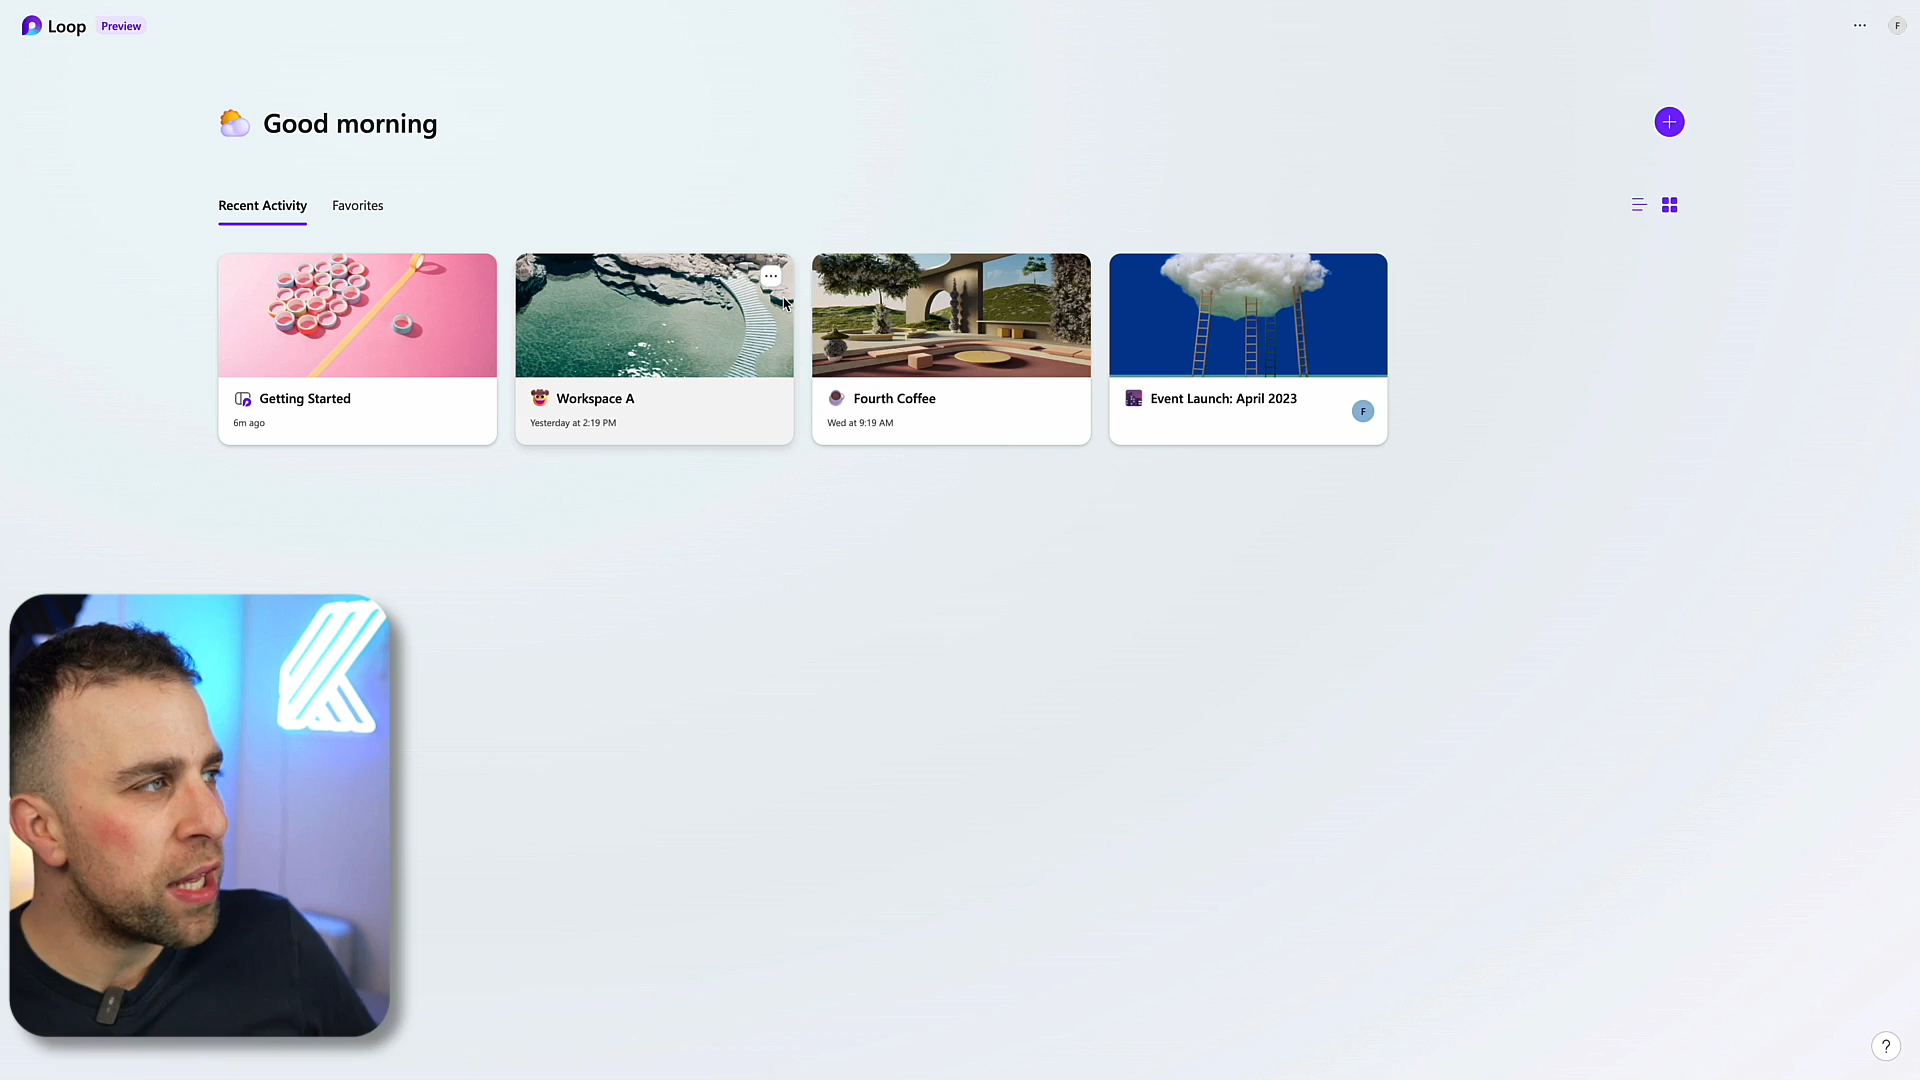 Loop Preview
F
Good morning
Recent Activity Favorites
Getting Started
6m ago
Workspace A
Yesterday at 2:19 PM
Fourth Coffee
Wed at 9:19 AM
Event Launch: April 2023
F
?